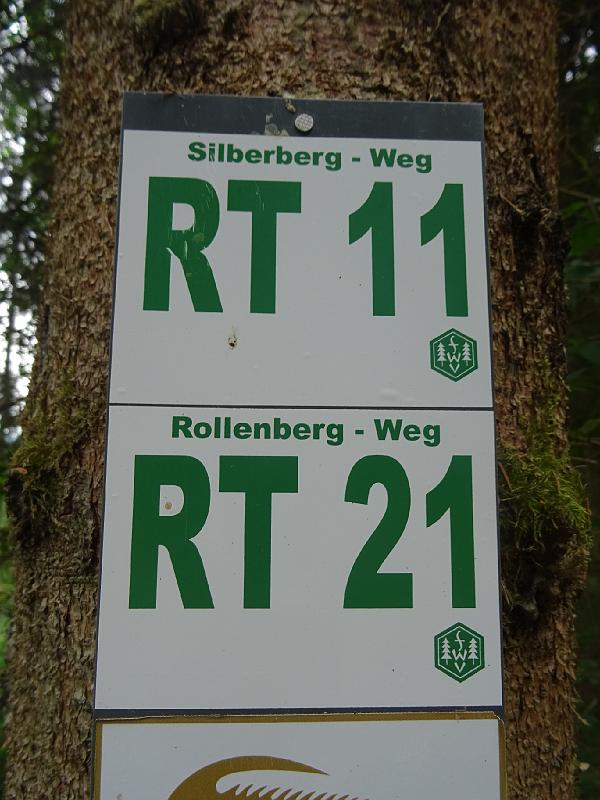 Silberberg - Weg
RT 11
Rollenberg - Weg
RT 21